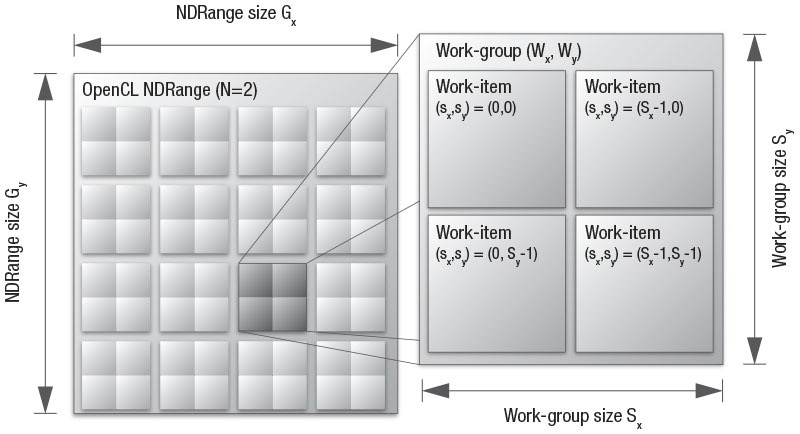 NDRange size Gx
OpenCL NDRange (N=2)
NDRange size Gy
Work-group (Wx, Wy)
Work-item
(sx,sy) = (0,0)
Work-item
(sx,sy) = (Sx-1,0)
Work-item
(sx,sy) = (0, Sy-1)
Work-item
(sx,sy) = (Sx-1,Sy-1)
Work-group size Sy
Work-group size Sx